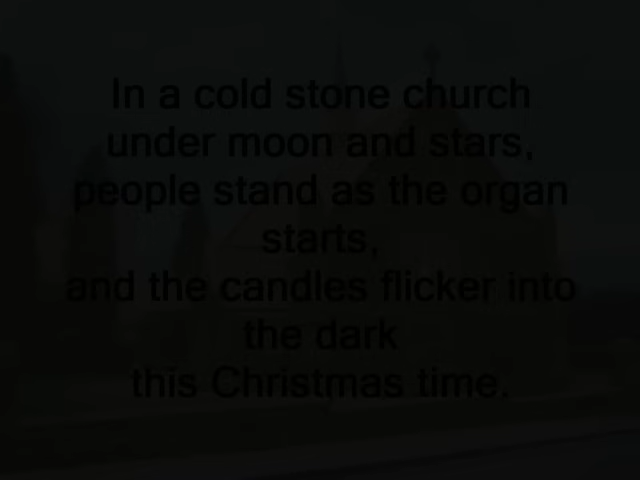 In a cold stone church
under moon and stars,
people stand as the organ
starts,
and the candles flicker into
the dark
this Christmas time.